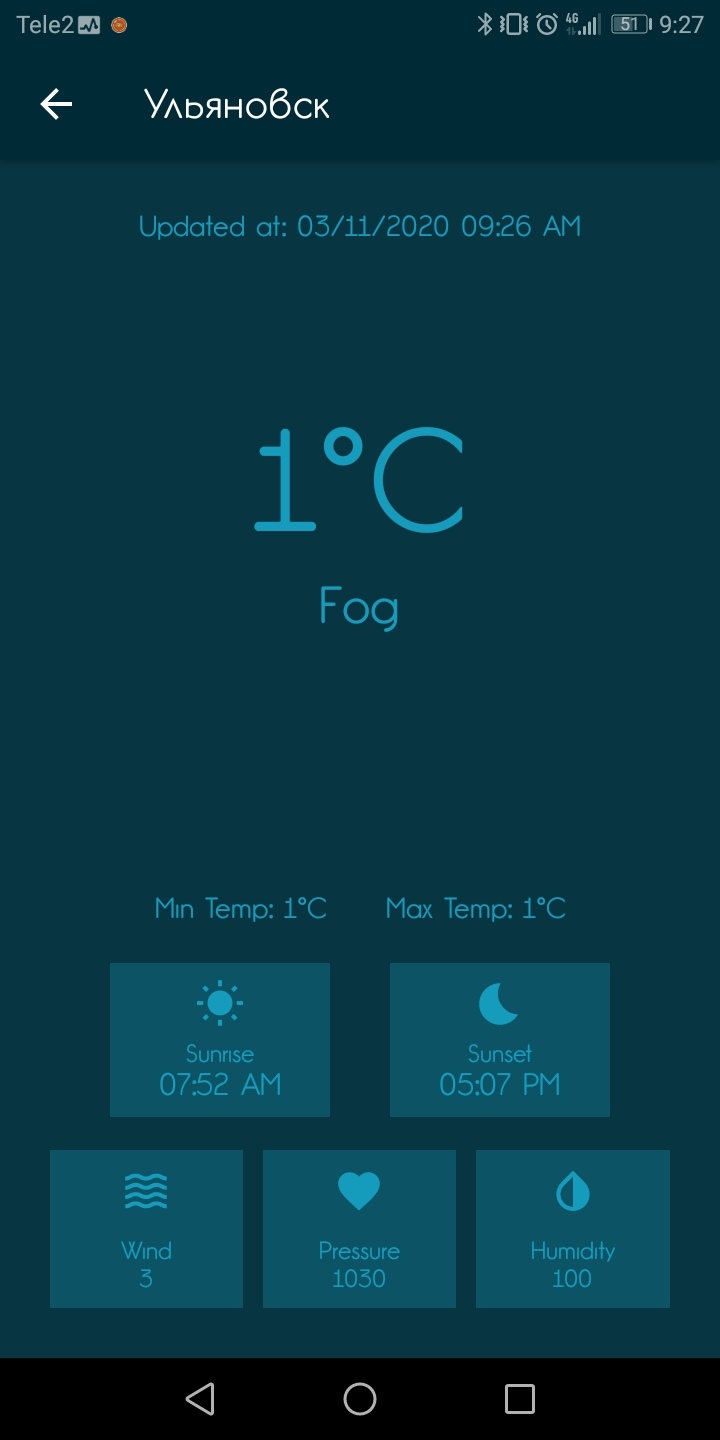 Tele2 4G 51 9:27
Ульяновск
Updated at: 03/11/2020 09:26 AM
1°C
Fog
Min Temp: 1°C Max Temp: 1°C
Sunrise Sunset
07:52 AM 05:07 PM
Wind Pressure Humidity
3 1030 100